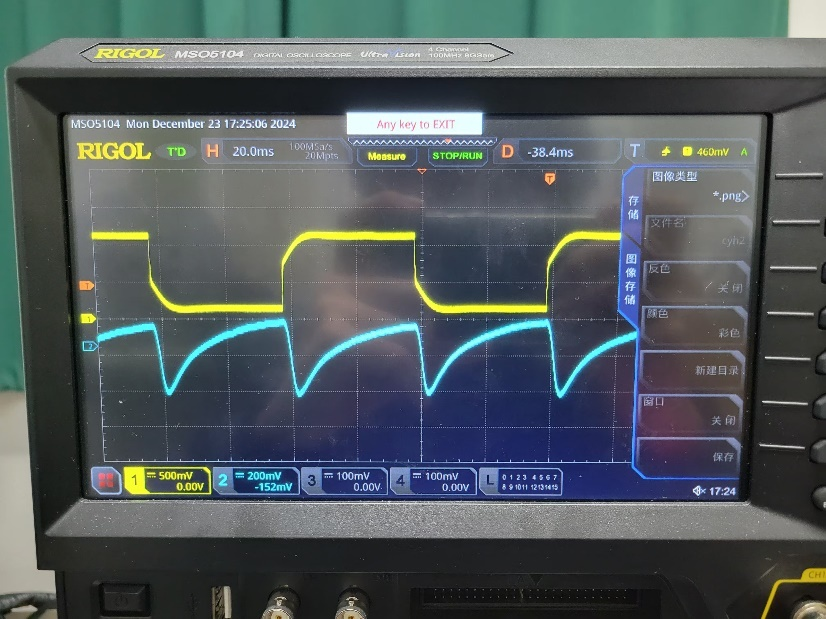 RIGOL MSO5104 DIGITAL OSCILLOSCOPE UltraVision 4 Channel 100MHz 8GSa/s
MSO5104 Mon December 23 17:25:06 2024
Any key to EXIT
RIGOL T'D H 20.0ms 100MSa/s 20Mpts Measure STOP/RUN D -38.4ms T 1 460mV A
T
存储
图像存储
图像类型
*.png
文件名
cyh2
反色
关闭
颜色
彩色
新建目录
窗口
关闭
保存
T
1
2
1 500mV 0.00V
2 200mV -152mV
3 100mV 0.00V
4 100mV 0.00V
L 0 1 2 3 4 5 6 7
8 9 10 11 12 13 14 15
17:24
CH1